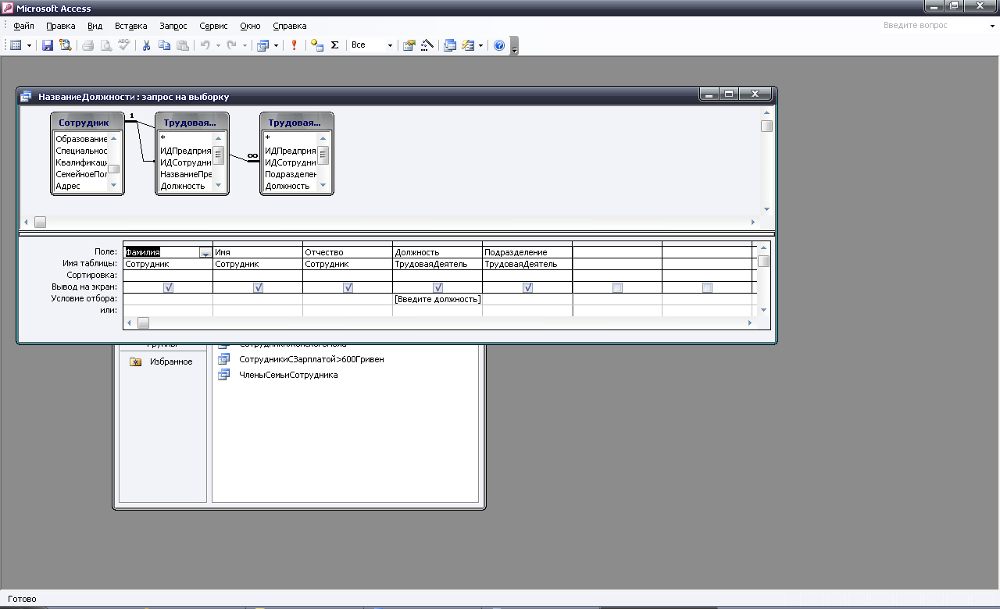 Microsoft Access
Файл Правка Вид Вставка Запрос Сервис Окно Справка Введите вопрос
Все
НазваниеДолжности : запрос на выборку
Сотрудник Трудовая... Трудовая...
1
∞
Образование
Специальнос
Квалификаци
СемейноеПол
Адрес
*
ИДПредприя
ИДСотрудни
НазваниеПре
Должность
*
ИДПредприя
ИДСотрудни
Подразделен
Должность
Поле: Фамилия Имя Отчество Должность Подразделение
Имя таблицы: Сотрудник Сотрудник Сотрудник ТрудоваяДеятель ТрудоваяДеятель
Сортировка:
Вывод на экран:
Условие отбора: [Введите должность]
или:
Группы СотрудникиЖенскогоПола
Избранное СотрудникиСЗарплатой>600Гривен
ЧленыСемьиСотрудника
Готово